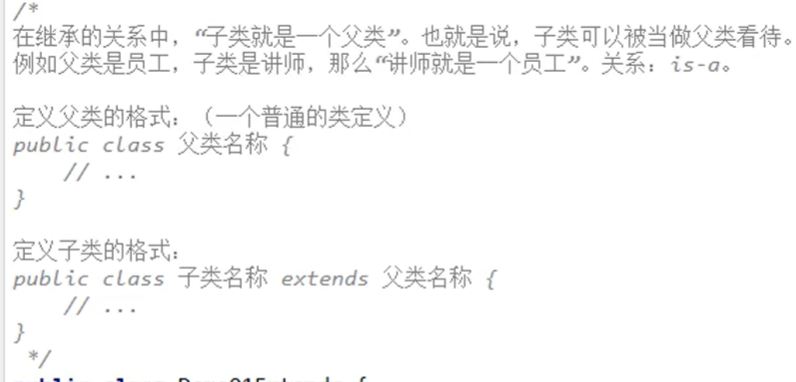 /*
在继承的关系中，“子类就是一个父类”。也就是说，子类可以被当做父类看待。
例如父类是员工，子类是讲师，那么“讲师就是一个员工”。关系：is-a。
定义父类的格式：（一个普通的类定义）
public class 父类名称 {
    // ...
}
定义子类的格式：
public class 子类名称 extends 父类名称 {
    // ...
}
 */
public class Demo01Extends {